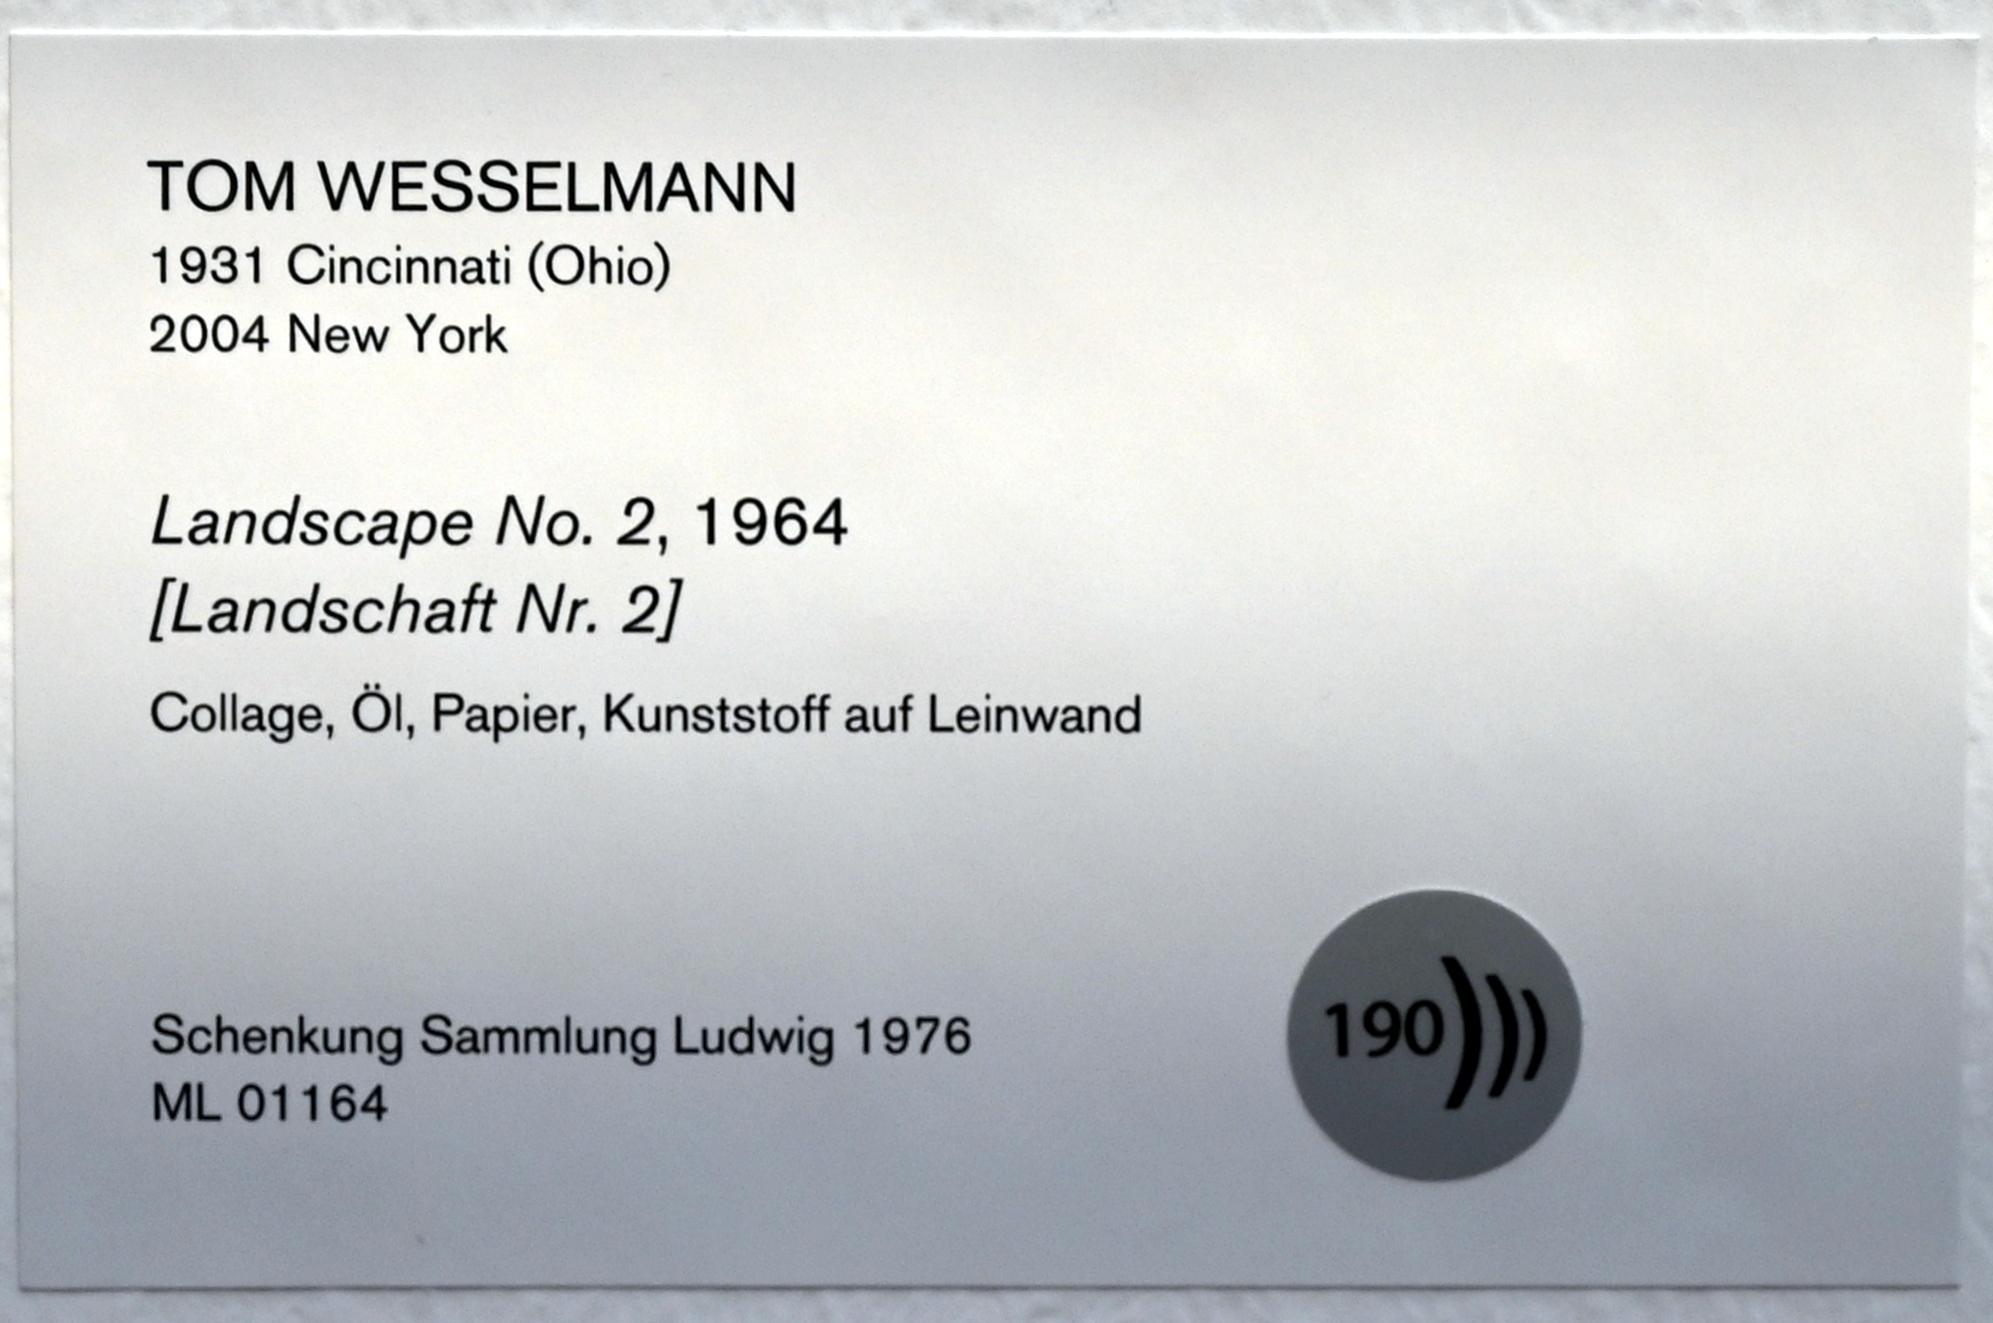 TOM WESSELMANN
1931 Cincinnati (Ohio)
2004 New York
Landscape No. 2, 1964
[Landschaft Nr. 2]
Collage, Öl, Papier, Kunststoff auf Leinwand
Schenkung Sammlung Ludwig 1976
ML 01164
190